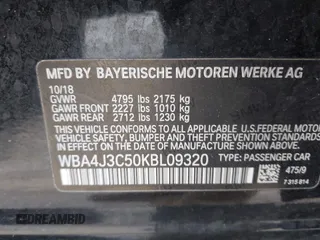 MFD BY BAYERISCHE MOTOREN WERKE AG
10/18
GVWR 4795 lbs 2175 kg
GAWR FRONT 2227 lbs 1010 kg
GAWR REAR 2712 lbs 1230 kg
THIS VEHICLE CONFORMS TO ALL APPLICABLE U.S. FEDERAL MOTOR
VEHICLE SAFETY, BUMPER, AND THEFT PREVENTION STANDARDS
IN EFFECT ON THE DATE OF MANUFACTURE SHOWN ABOVE.
WBA4J3C50KBL09320 TYPE: PASSENGER CAR
475/9
7 315 814
DREAMBID